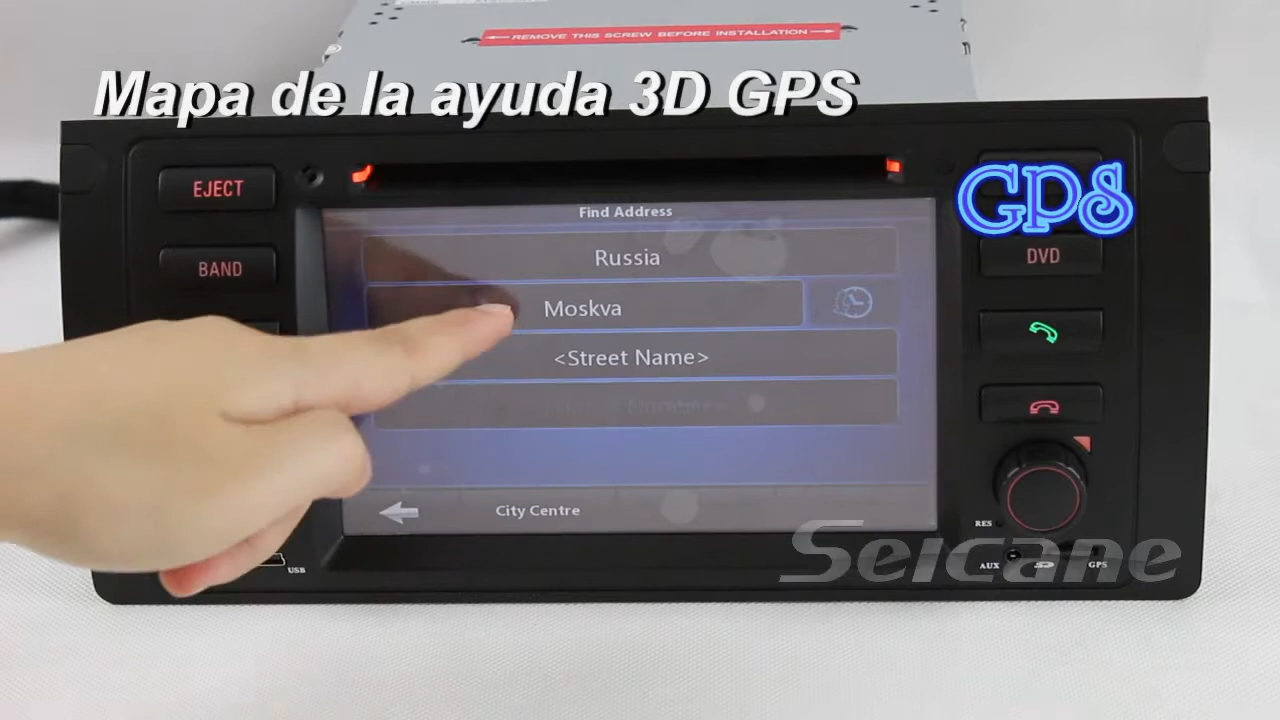 REMOVE THIS SCREW BEFORE INSTALLATION
Mapa de la ayuda 3D GPS
GPS
EJECT
BAND
DVD
Find Address
Russia
Moskva
<Street Name>
City Centre
RES
AUX
GPS
USB
Seicane